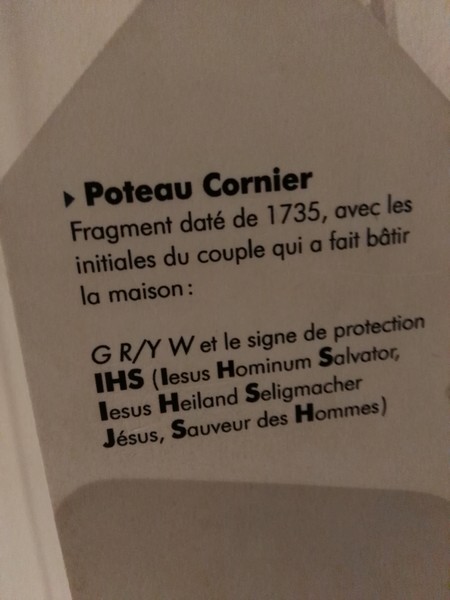 ▸ Poteau Cornier
Fragment daté de 1735, avec les
initiales du couple qui a fait bâtir
la maison :
G R/Y W et le signe de protection
IHS (Iesus Hominum Salvator,
Iesus Heiland Seligmacher
Jésus, Sauveur des Hommes)